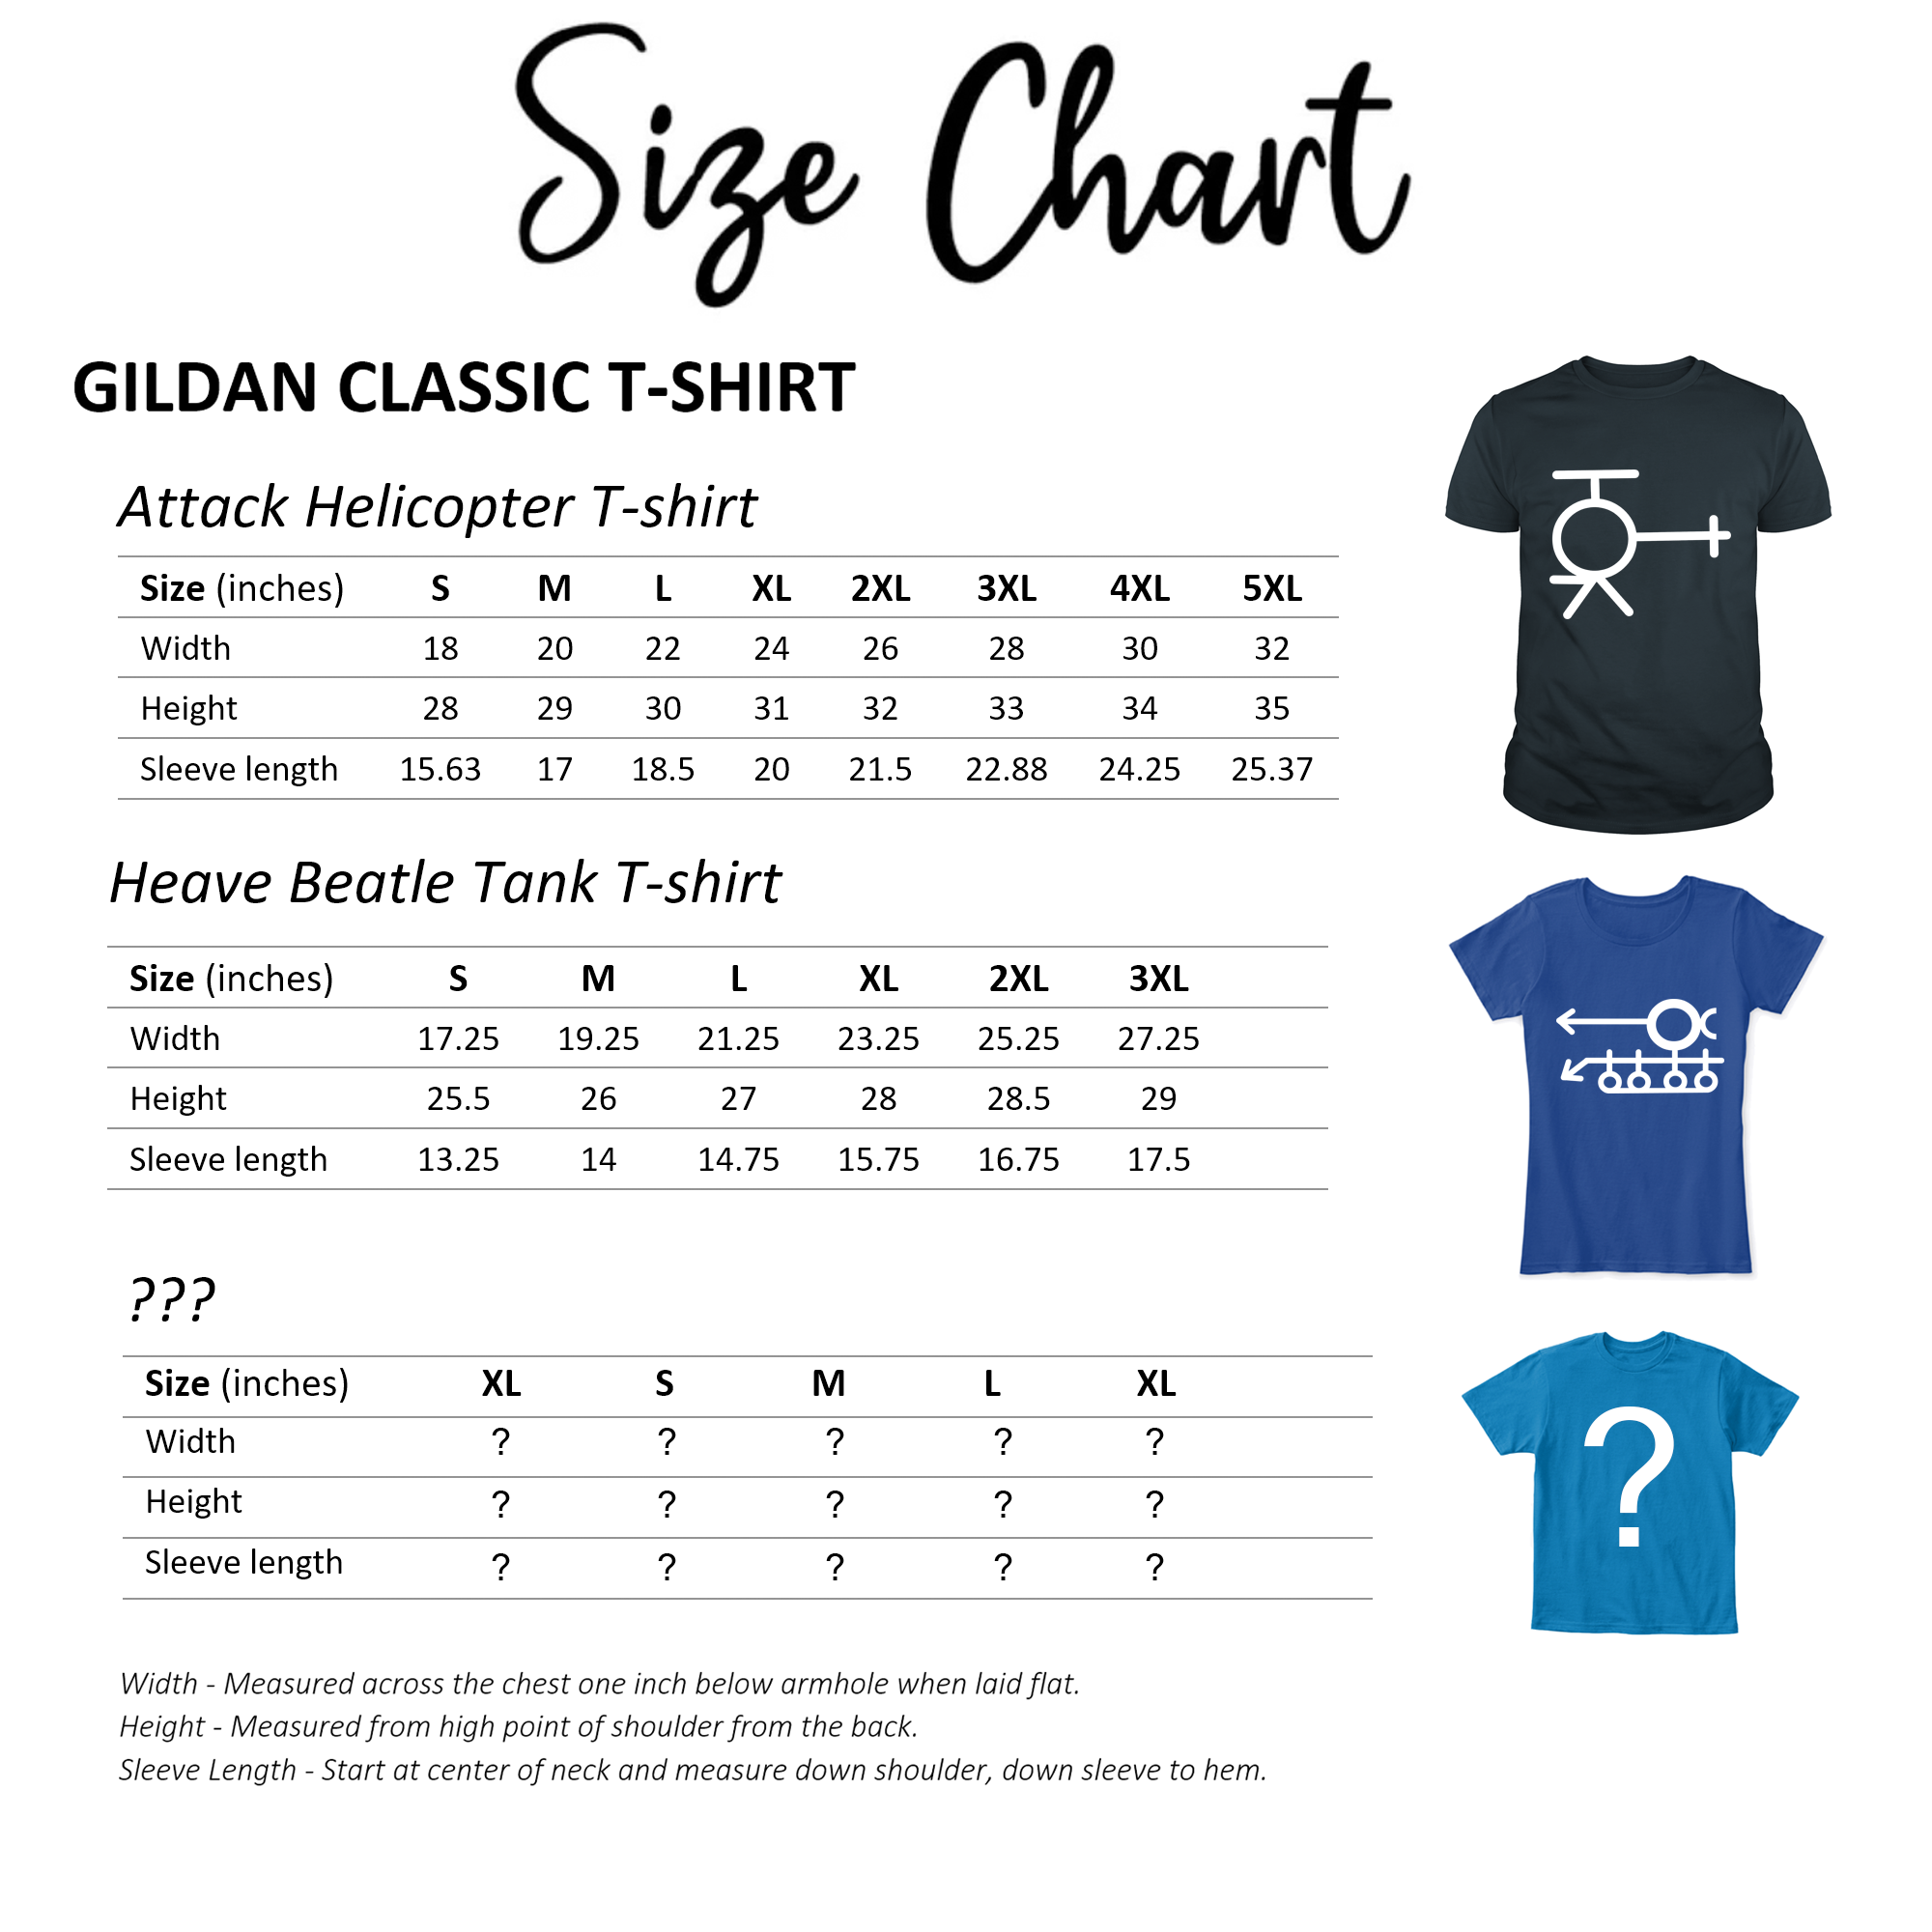 Size Chart
GILDAN CLASSIC T-SHIRT
Attack Helicopter T-shirt
Size (inches) S M L XL 2XL 3XL 4XL 5XL
Width 18 20 22 24 26 28 30 32
Height 28 29 30 31 32 33 34 35
Sleeve length 15.63 17 18.5 20 21.5 22.88 24.25 25.37
Heave Beatle Tank T-shirt
Size (inches) S M L XL 2XL 3XL
Width 17.25 19.25 21.25 23.25 25.25 27.25
Height 25.5 26 27 28 28.5 29
Sleeve length 13.25 14 14.75 15.75 16.75 17.5
???
Size (inches) XL S M L XL
Width ? ? ? ? ?
Height ? ? ? ? ?
Sleeve length ? ? ? ? ?
?
Width - Measured across the chest one inch below armhole when laid flat.
Height - Measured from high point of shoulder from the back.
Sleeve Length - Start at center of neck and measure down shoulder, down sleeve to hem.